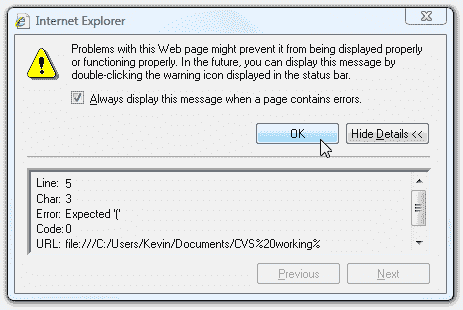 Internet Explorer
Problems with this Web page might prevent it from being displayed properly
or functioning properly. In the future, you can display this message by
double-clicking the warning icon displayed in the status bar.
Always display this message when a page contains errors.
OK
Hide Details <<
Line: 5
Char: 3
Error: Expected '('
Code:0
URL: file:///C:/Users/Kevin/Documents/CVS%20working%
Previous
Next